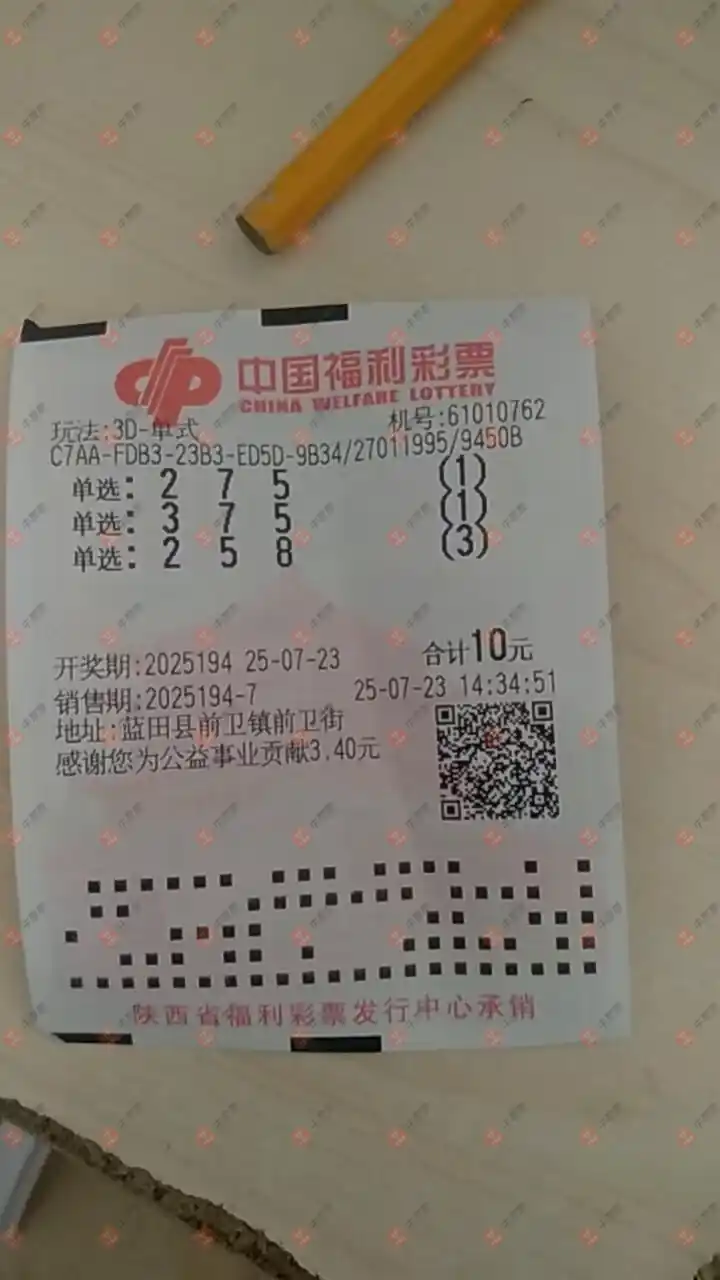 中国福利彩票
CHINA WELFARE LOTTERY
玩法:3D-单式 机号:61010762
C7AA-FDB3-23B3-ED5D-9B34/27011995/9450B
单选: 2 7 5 (1)
单选: 3 7 5 (1)
单选: 2 5 8 (3)
开奖期:2025194 25-07-23 合计10元
销售期:2025194-7 25-07-23 14:34:51
地址:蓝田县前卫镇前卫街
感谢您为公益事业贡献3.40元
陕西省福利彩票发行中心承销